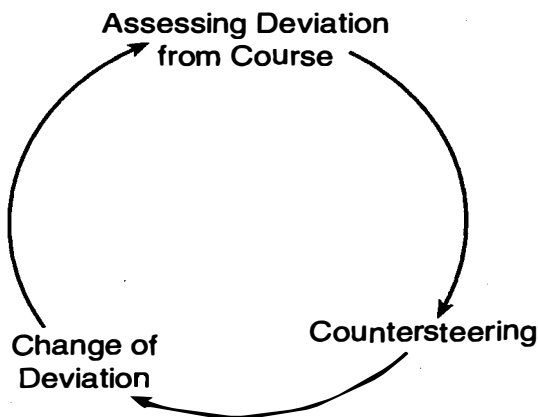 Assessing Deviation
from Course
Countersteering
Change of
Deviation